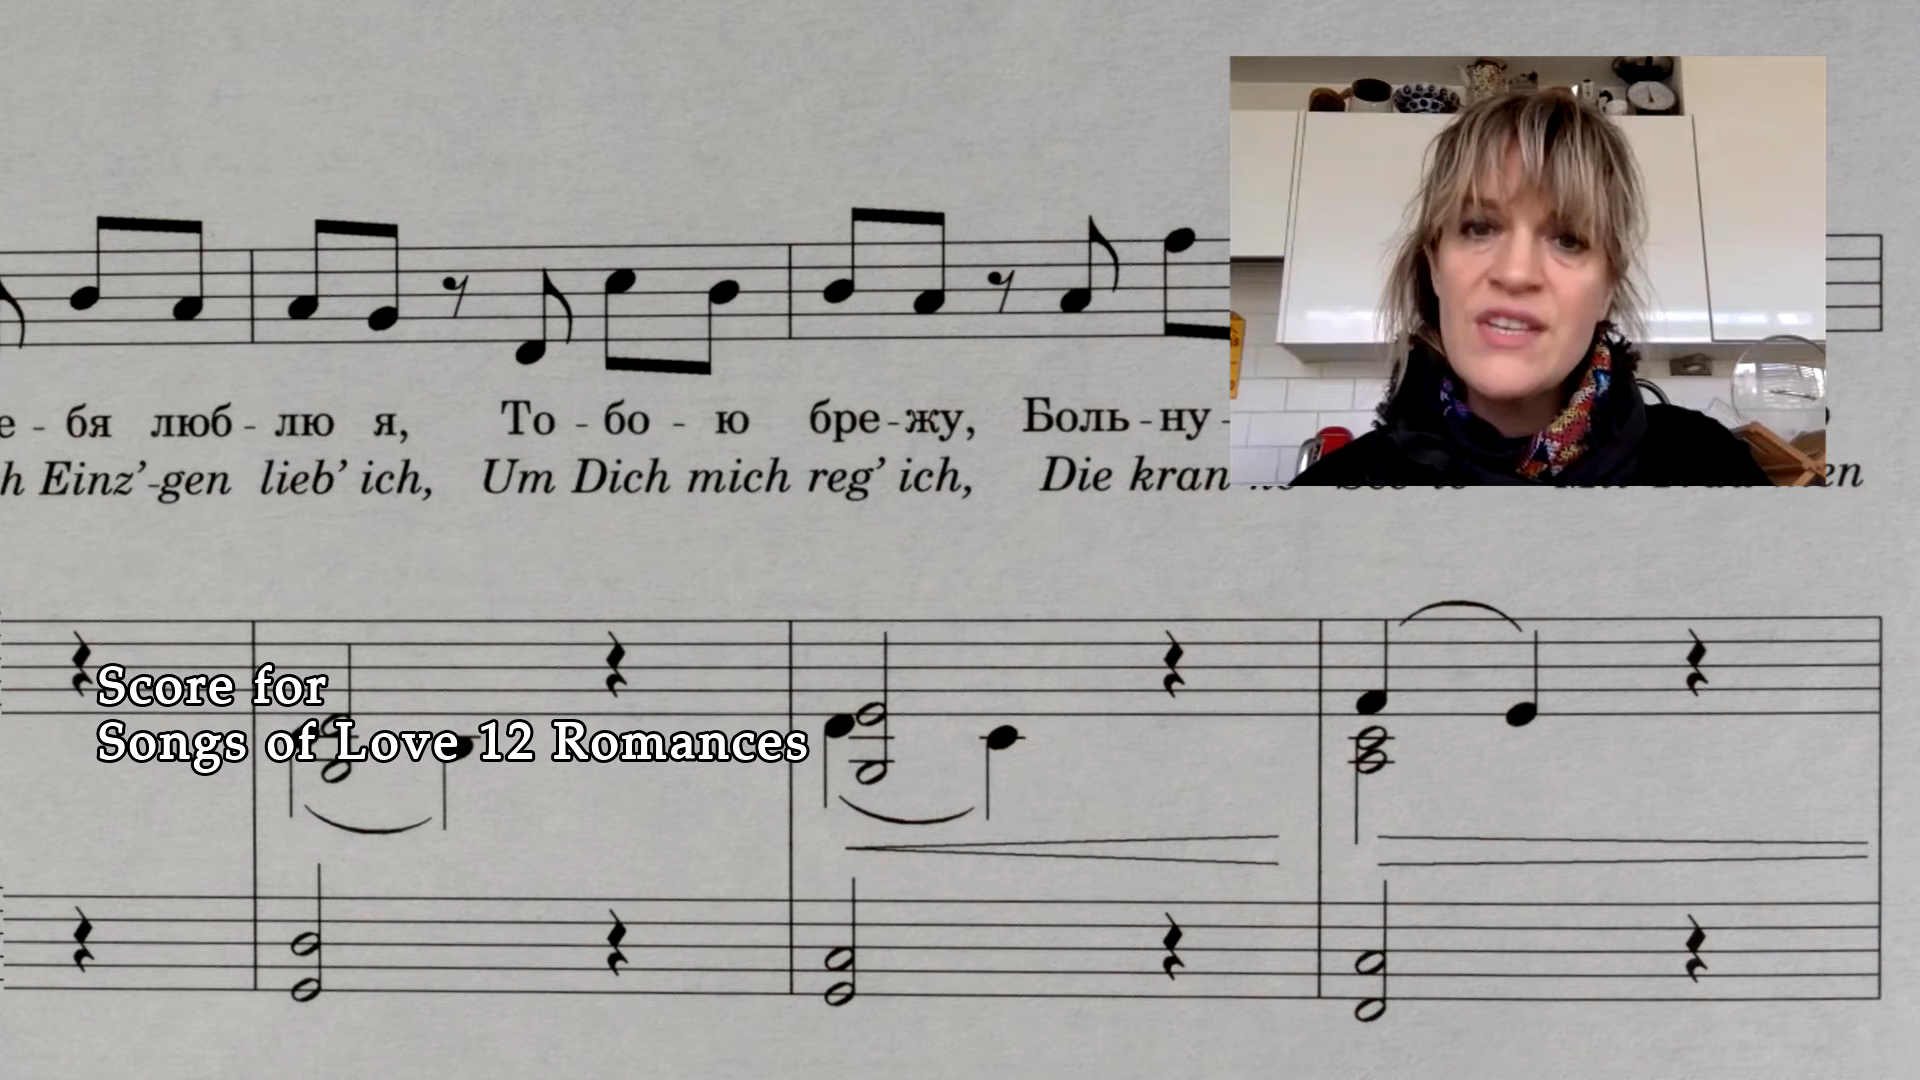 е - бя люб - лю я, То - бо - ю бре - жу, Боль - ну -
h Einz’-gen lieb’ ich, Um Dich mich reg’ ich, Die kran
Score for
Songs of Love 12 Romances